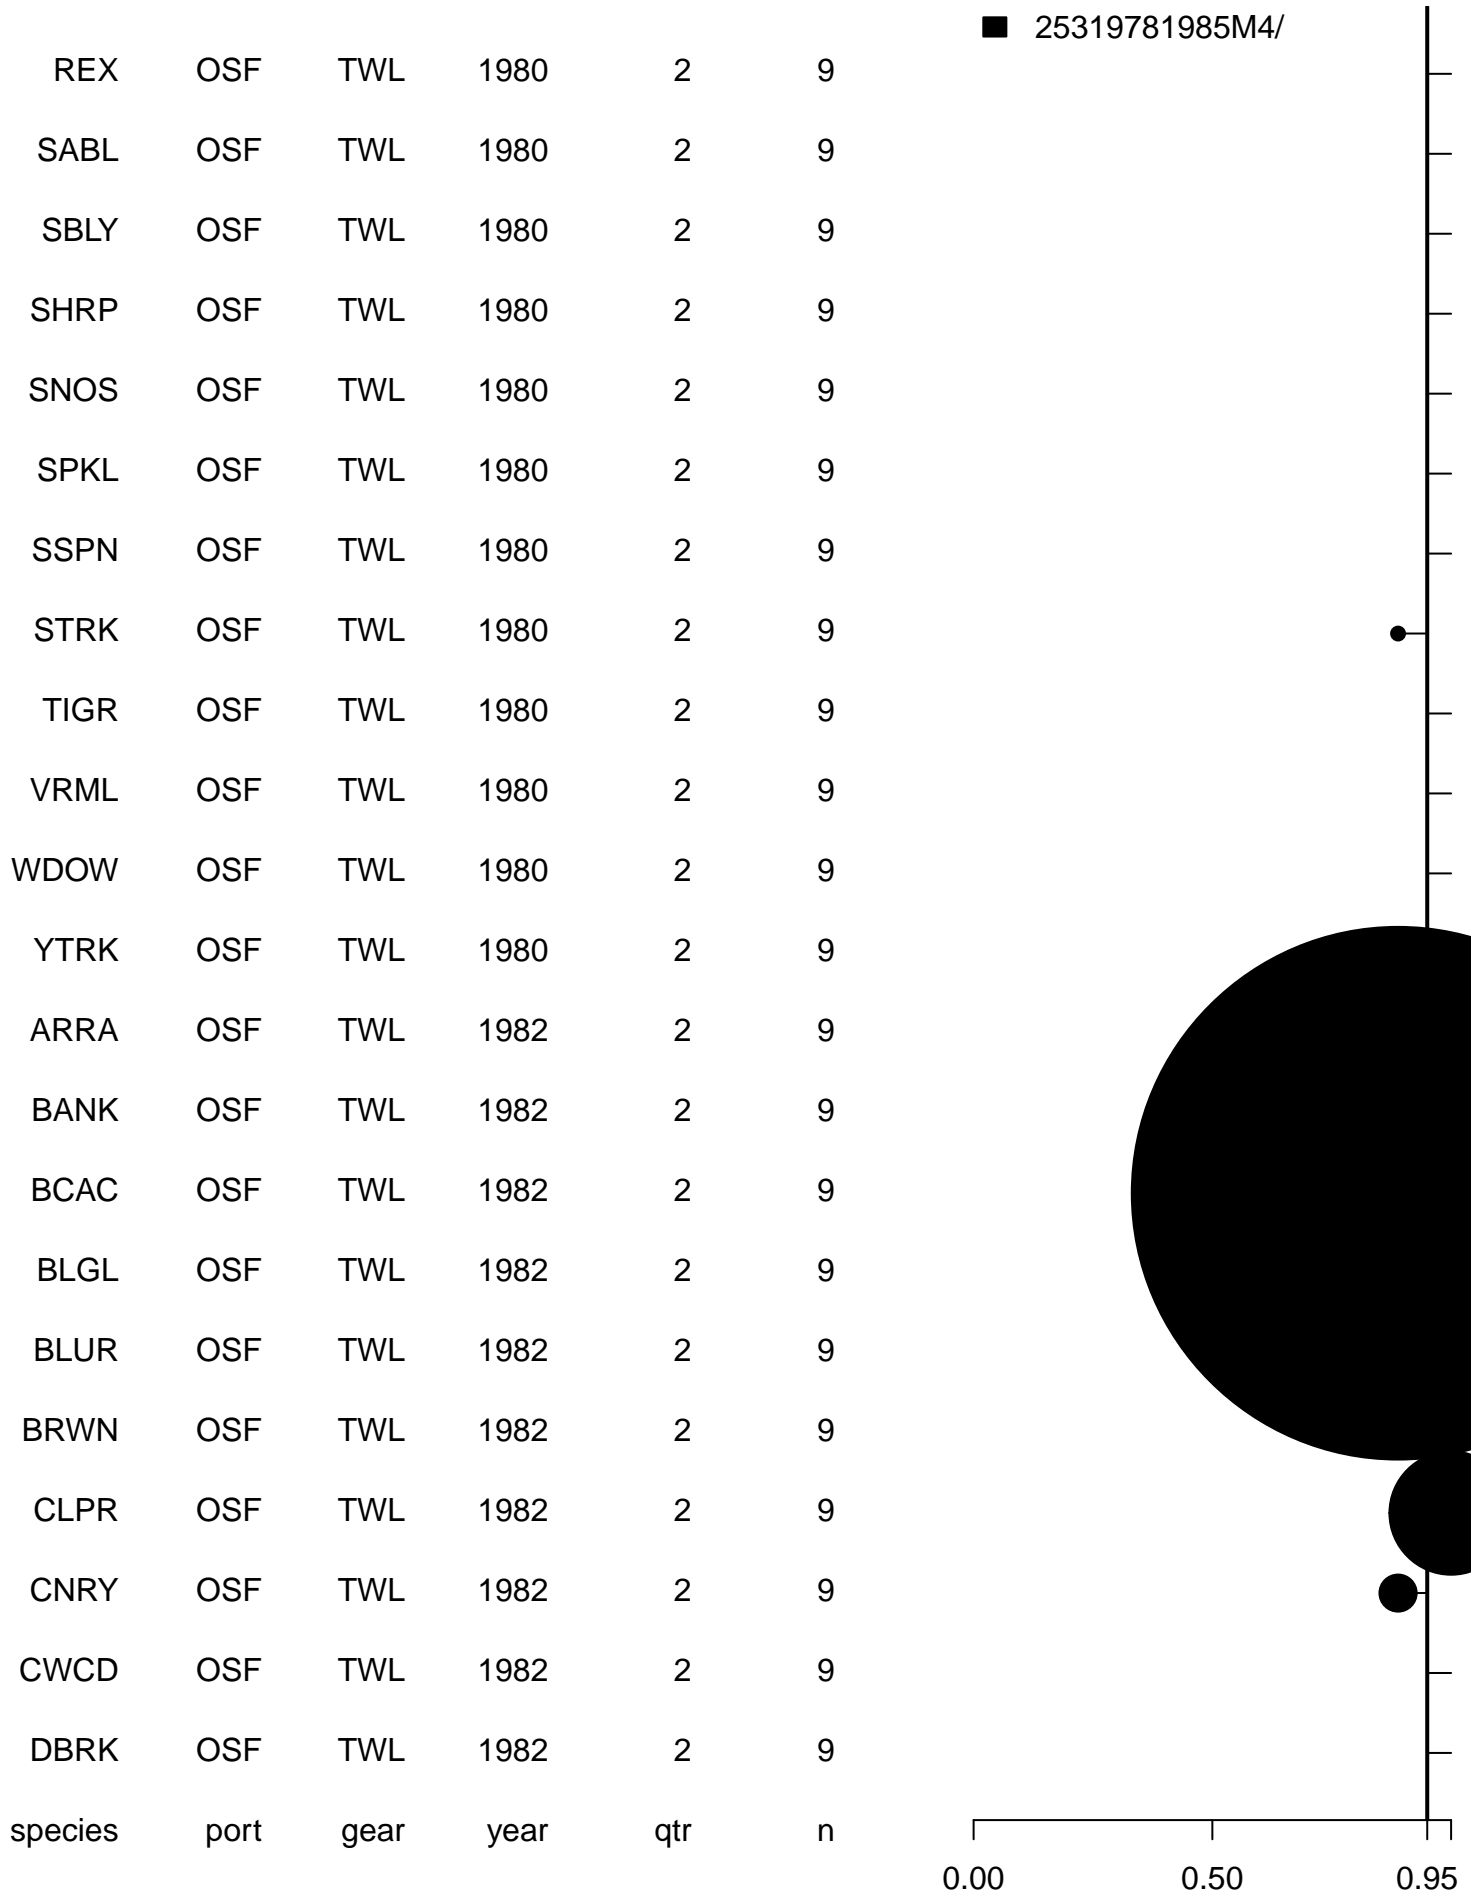 25319781985M4/
REX OSF TWL 1980 2 9
SABL OSF TWL 1980 2 9
SBLY OSF TWL 1980 2 9
SHRP OSF TWL 1980 2 9
SNOS OSF TWL 1980 2 9
SPKL OSF TWL 1980 2 9
SSPN OSF TWL 1980 2 9
STRK OSF TWL 1980 2 9
TIGR OSF TWL 1980 2 9
VRML OSF TWL 1980 2 9
WDOW OSF TWL 1980 2 9
YTRK OSF TWL 1980 2 9
ARRA OSF TWL 1982 2 9
BANK OSF TWL 1982 2 9
BCAC OSF TWL 1982 2 9
BLGL OSF TWL 1982 2 9
BLUR OSF TWL 1982 2 9
BRWN OSF TWL 1982 2 9
CLPR OSF TWL 1982 2 9
CNRY OSF TWL 1982 2 9
CWCD OSF TWL 1982 2 9
DBRK OSF TWL 1982 2 9
species port gear year qtr n
0.00 0.50 0.95